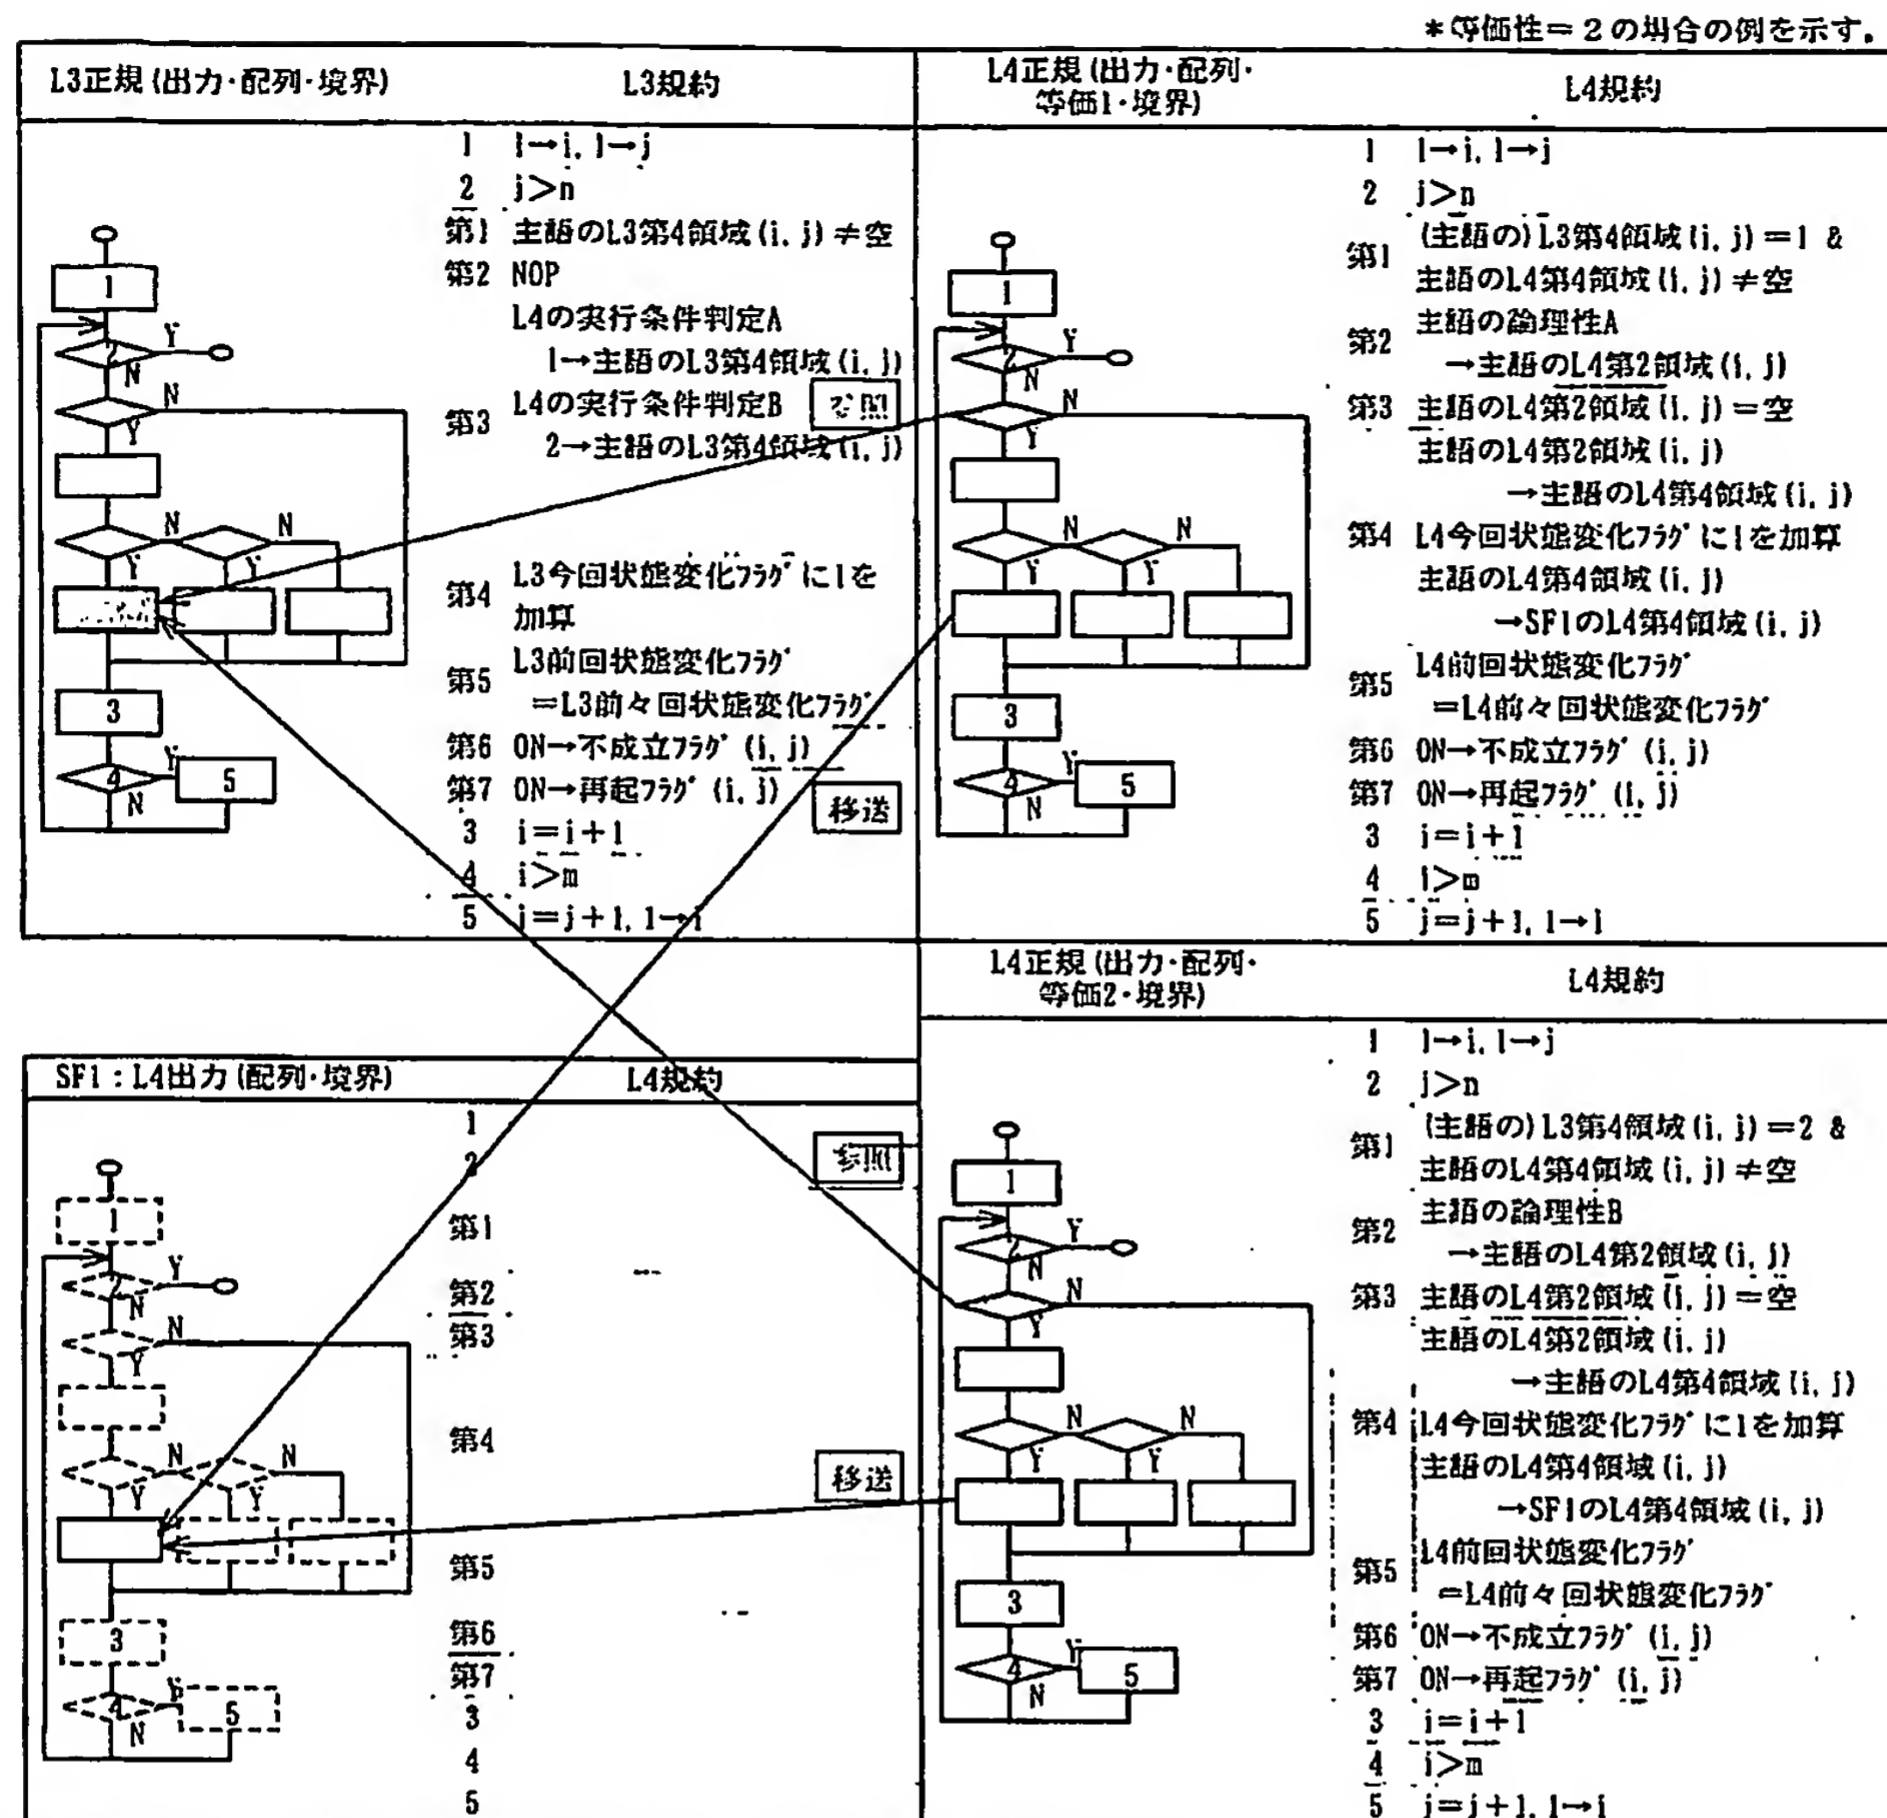 *等価性=2の場合の例を示す。
L3正規(出力・配列・境界)
L3規約
1 1→i, 1→j
2 j>n
第1 主語のL3第4領域(i, j)≠空
第2 NOP
L4の実行条件判定A
1→主語のL3第4領域(i, j)
第3 L4の実行条件判定B
2→主語のL3第4領域(i, j)
第4 L3今回状態変化フラグに1を
加算
第5 L3前回状態変化フラグ
=L3前々回状態変化フラグ
第6 ON→不成立フラグ(i, j)
第7 ON→再起フラグ(i, j)
3 i=i+1
4 i>m
5 j=j+1, 1→i
参照
移送
1
2
Y
N
N
Y
N
N
Y
Y
3
4
Y
N
5
L4正規(出力・配列・
等価1・境界)
L4規約
1 1→i, 1→j
2 j>n
第1 (主語の)L3第4領域(i, j)=1 &
主語のL4第4領域(i, j)≠空
第2 主語の論理性A
→主語のL4第2領域(i, j)
第3 主語のL4第2領域(i, j)=空
主語のL4第2領域(i, j)
→主語のL4第4領域(i, j)
第4 L4今回状態変化フラグに1を加算
主語のL4第4領域(i, j)
→SF1のL4第4領域(i, j)
第5 L4前回状態変化フラグ
=L4前々回状態変化フラグ
第6 ON→不成立フラグ(i, j)
第7 ON→再起フラグ(i, j)
3 i=i+1
4 i>m
5 j=j+1, 1→i
1
2
Y
N
N
Y
N
N
Y
Y
3
4
Y
N
5
SF1:L4出力(配列・境界)
L4規約
1
2
第1
第2
第3
第4
第5
第6
第7
3
4
5
参照
移送
1
2
Y
N
N
Y
N
N
Y
Y
3
4
Y
N
5
L4正規(出力・配列・
等価2・境界)
L4規約
1 1→i, 1→j
2 j>n
第1 (主語の)L3第4領域(i, j)=2 &
主語のL4第4領域(i, j)≠空
第2 主語の論理性B
→主語のL4第2領域(i, j)
第3 主語のL4第2領域(i, j)=空
主語のL4第2領域(i, j)
→主語のL4第4領域(i, j)
第4 L4今回状態変化フラグに1を加算
主語のL4第4領域(i, j)
→SF1のL4第4領域(i, j)
第5 L4前回状態変化フラグ
=L4前々回状態変化フラグ
第6 ON→不成立フラグ(i, j)
第7 ON→再起フラグ(i, j)
3 i=i+1
4 i>m
5 j=j+1, 1→i
1
2
Y
N
N
Y
N
N
Y
Y
3
4
Y
N
5